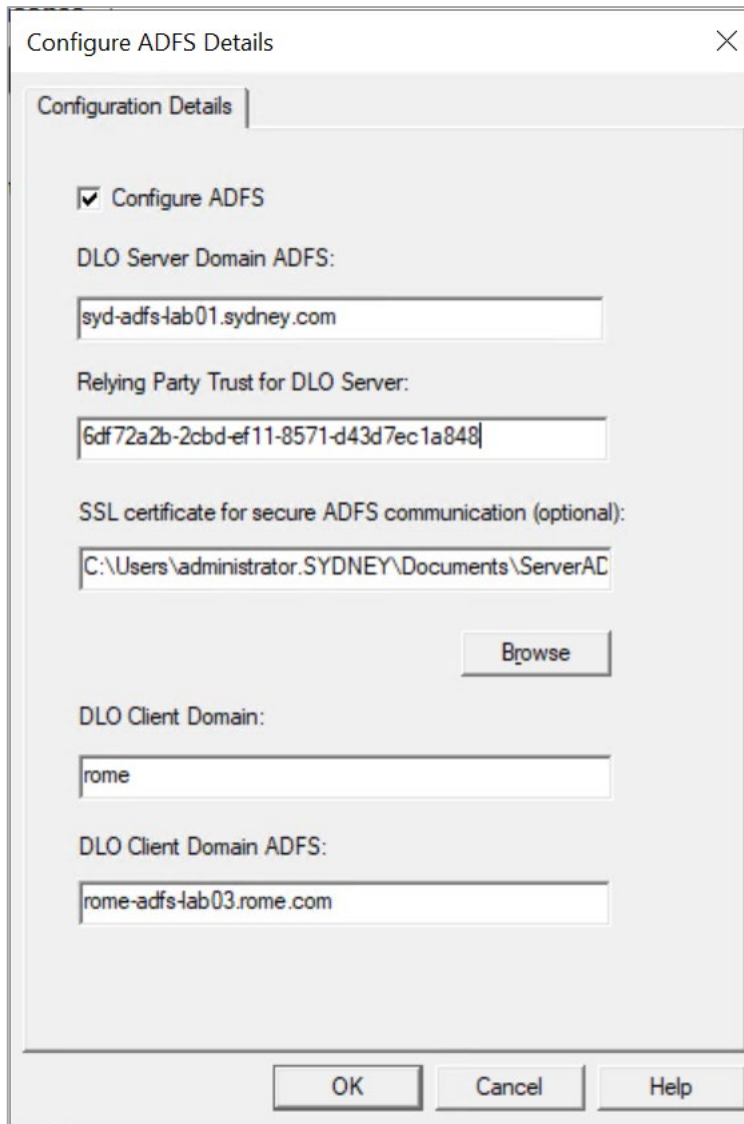 Configure ADFS Details
Configuration Details
Configure ADFS
DLO Server Domain ADFS:
syd-adfs-lab01.sydney.com
Relying Party Trust for DLO Server:
6df72a2b-2cbd-ef11-8571-d43d7ec1a848
SSL certificate for secure ADFS communication (optional):
C:\Users\administrator.SYDNEY\Documents\ServerAD
Browse
DLO Client Domain:
rome
DLO Client Domain ADFS:
rome-adfs-lab03.rome.com
OK Cancel Help